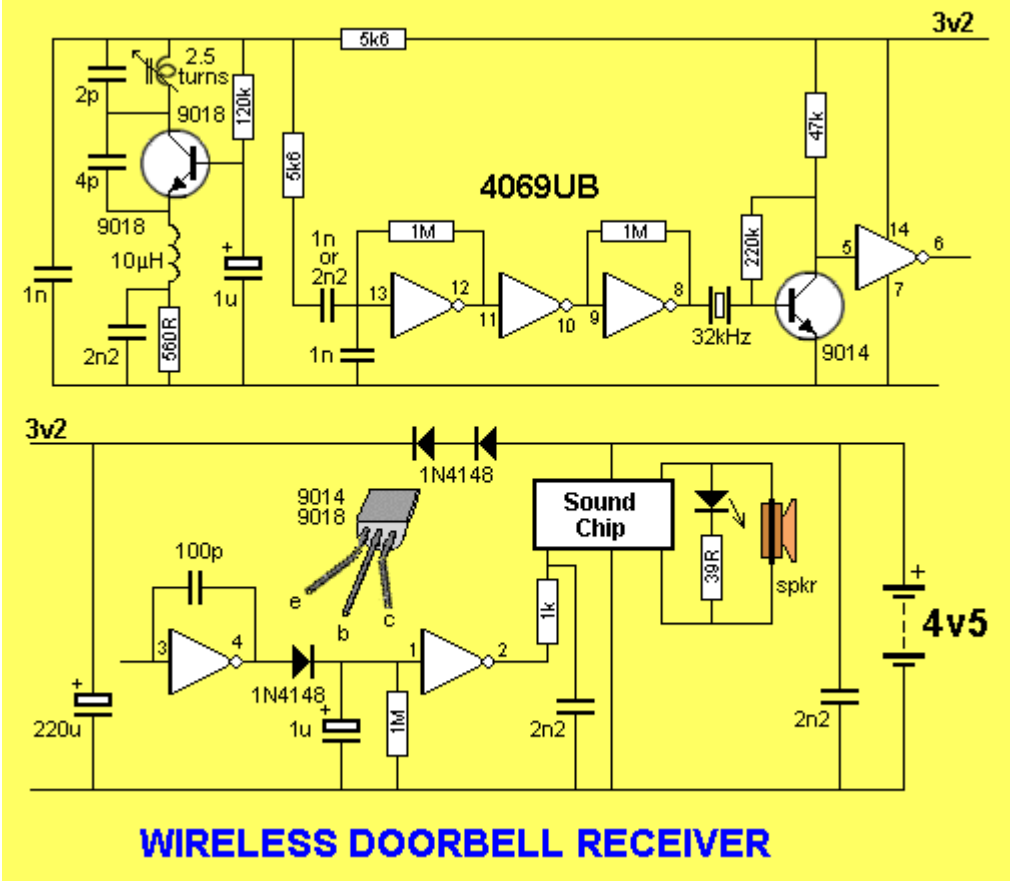 3v2
5k6
2.5
turns
2p
9018
120k
5k6
47k
4p
4069UB
9018
1M
1M
220k
10µH
1n
or
2n2
14
5
6
1n
1u
13
12
11
10
9
8
7
2n2
560R
1n
32kHz
9014
3v2
1N4148
9014
9018
Sound
Chip
100p
39R
spkr
+
e
b
c
1k
4v5
3
4
1
2
+
1N4148
+
220u
1u
1M
2n2
2n2
+
WIRELESS DOORBELL RECEIVER